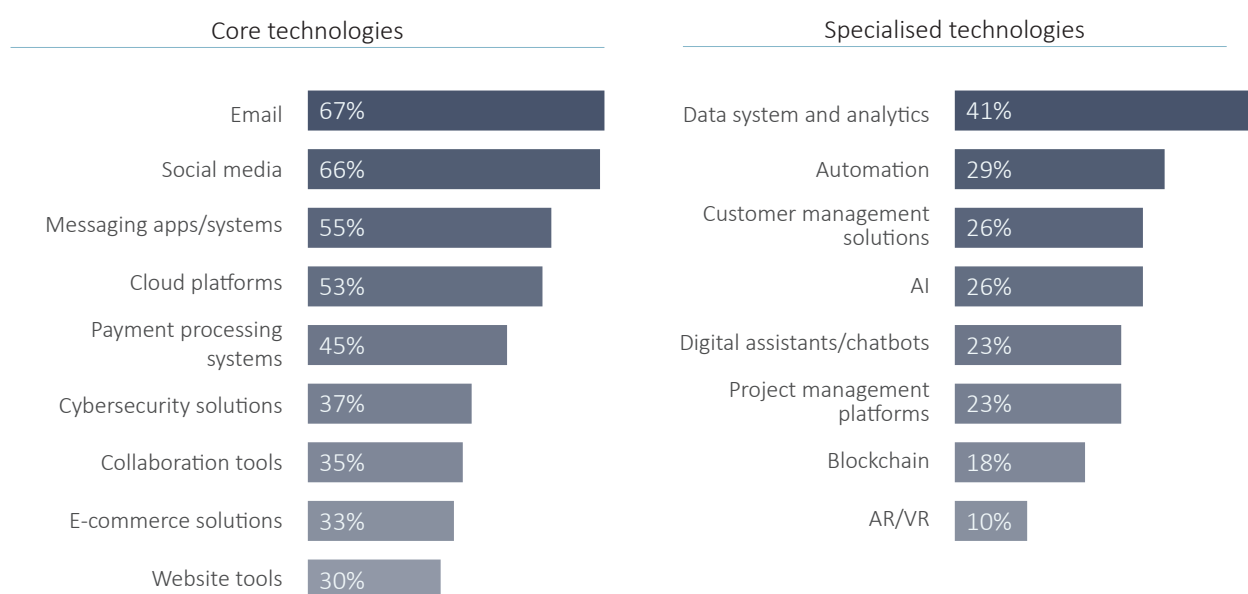 Core technologies
Email
67%
Social media
66%
Messaging apps/systems
55%
Cloud platforms
53%
Payment processing
systems
45%
Cybersecurity solutions
37%
Collaboration tools
35%
E-commerce solutions
33%
Website tools
30%
Specialised technologies
Data system and analytics
41%
Automation
29%
Customer management
solutions
26%
AI
26%
Digital assistants/chatbots
23%
Project management
platforms
23%
Blockchain
18%
AR/VR
10%